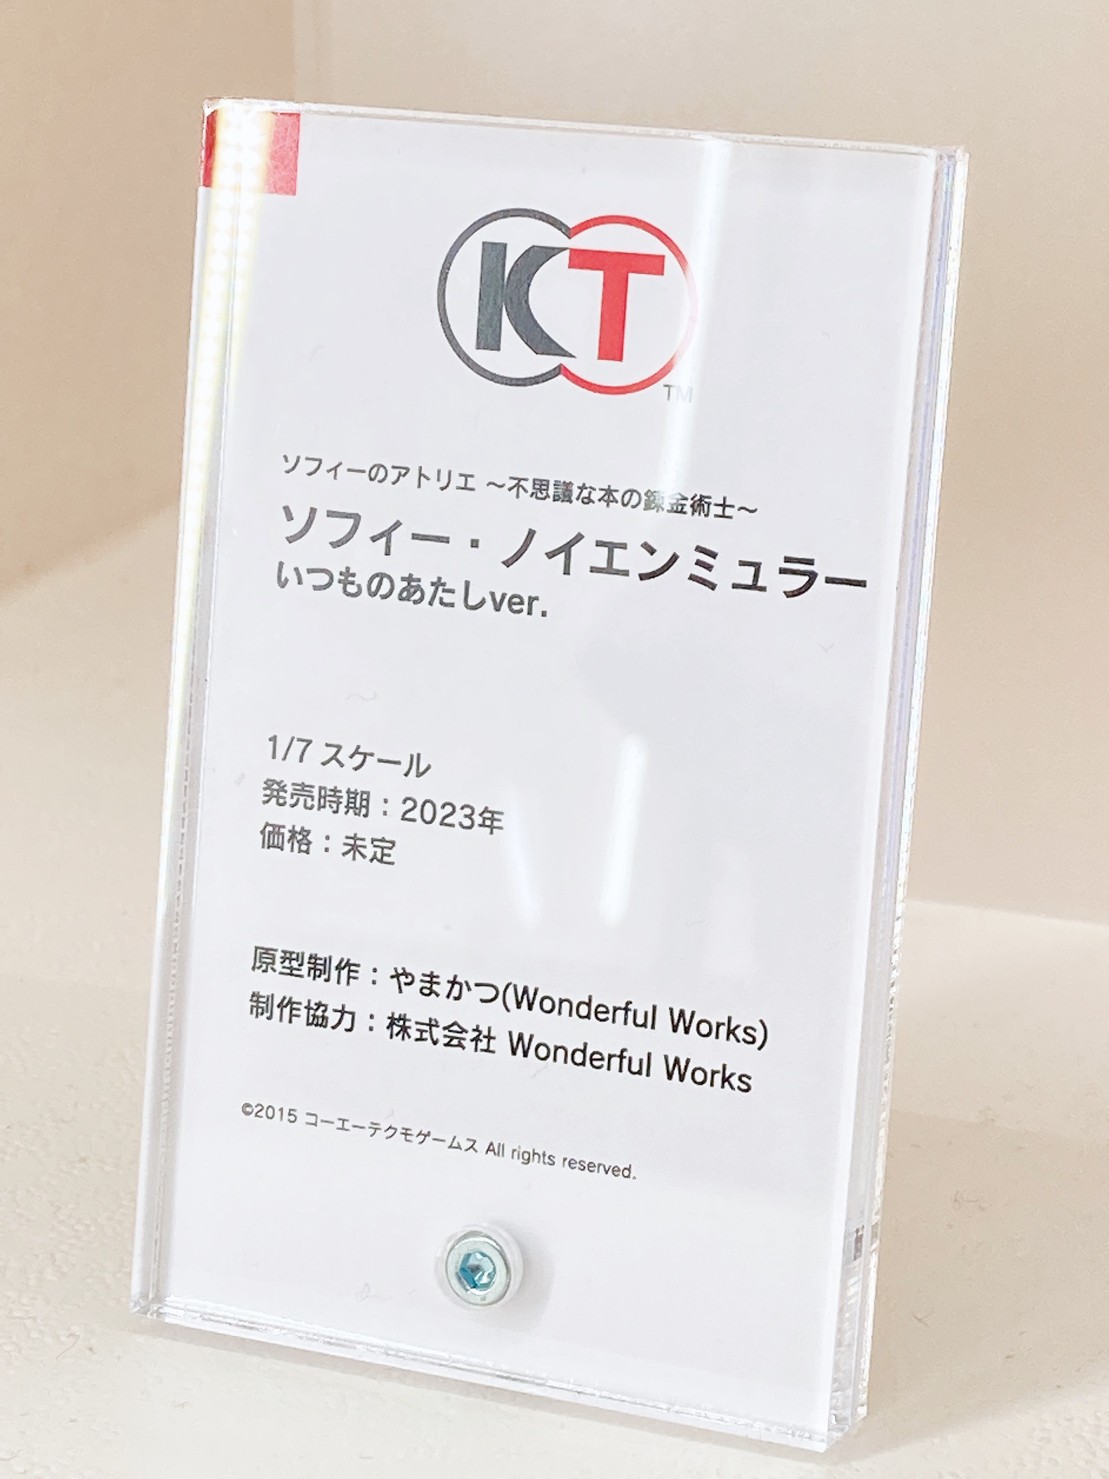 KT
TM
ソフィーのアトリエ ～不思議な本の錬金術士～
ソフィー・ノイエンミュラー
いつものあたしver.
1/7 スケール
発売時期：2023年
価格：未定
原型制作：やまかつ(Wonderful Works)
制作協力：株式会社 Wonderful Works
©2015 コーエーテクモゲームス All rights reserved.